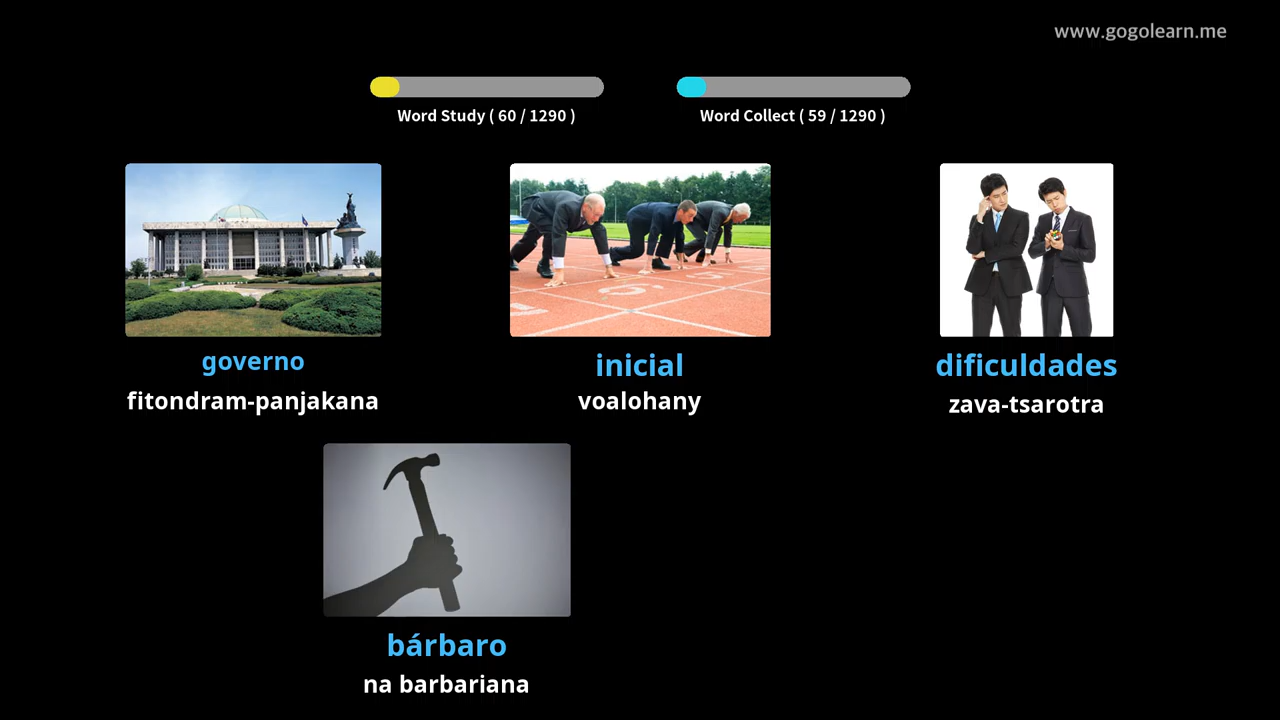 www.gogolearn.me
Word Study ( 60 / 1290 )
Word Collect ( 59 / 1290 )
governo
fitondram-panjakana
inicial
voalohany
dificuldades
zava-tsarotra
bárbaro
na barbariana